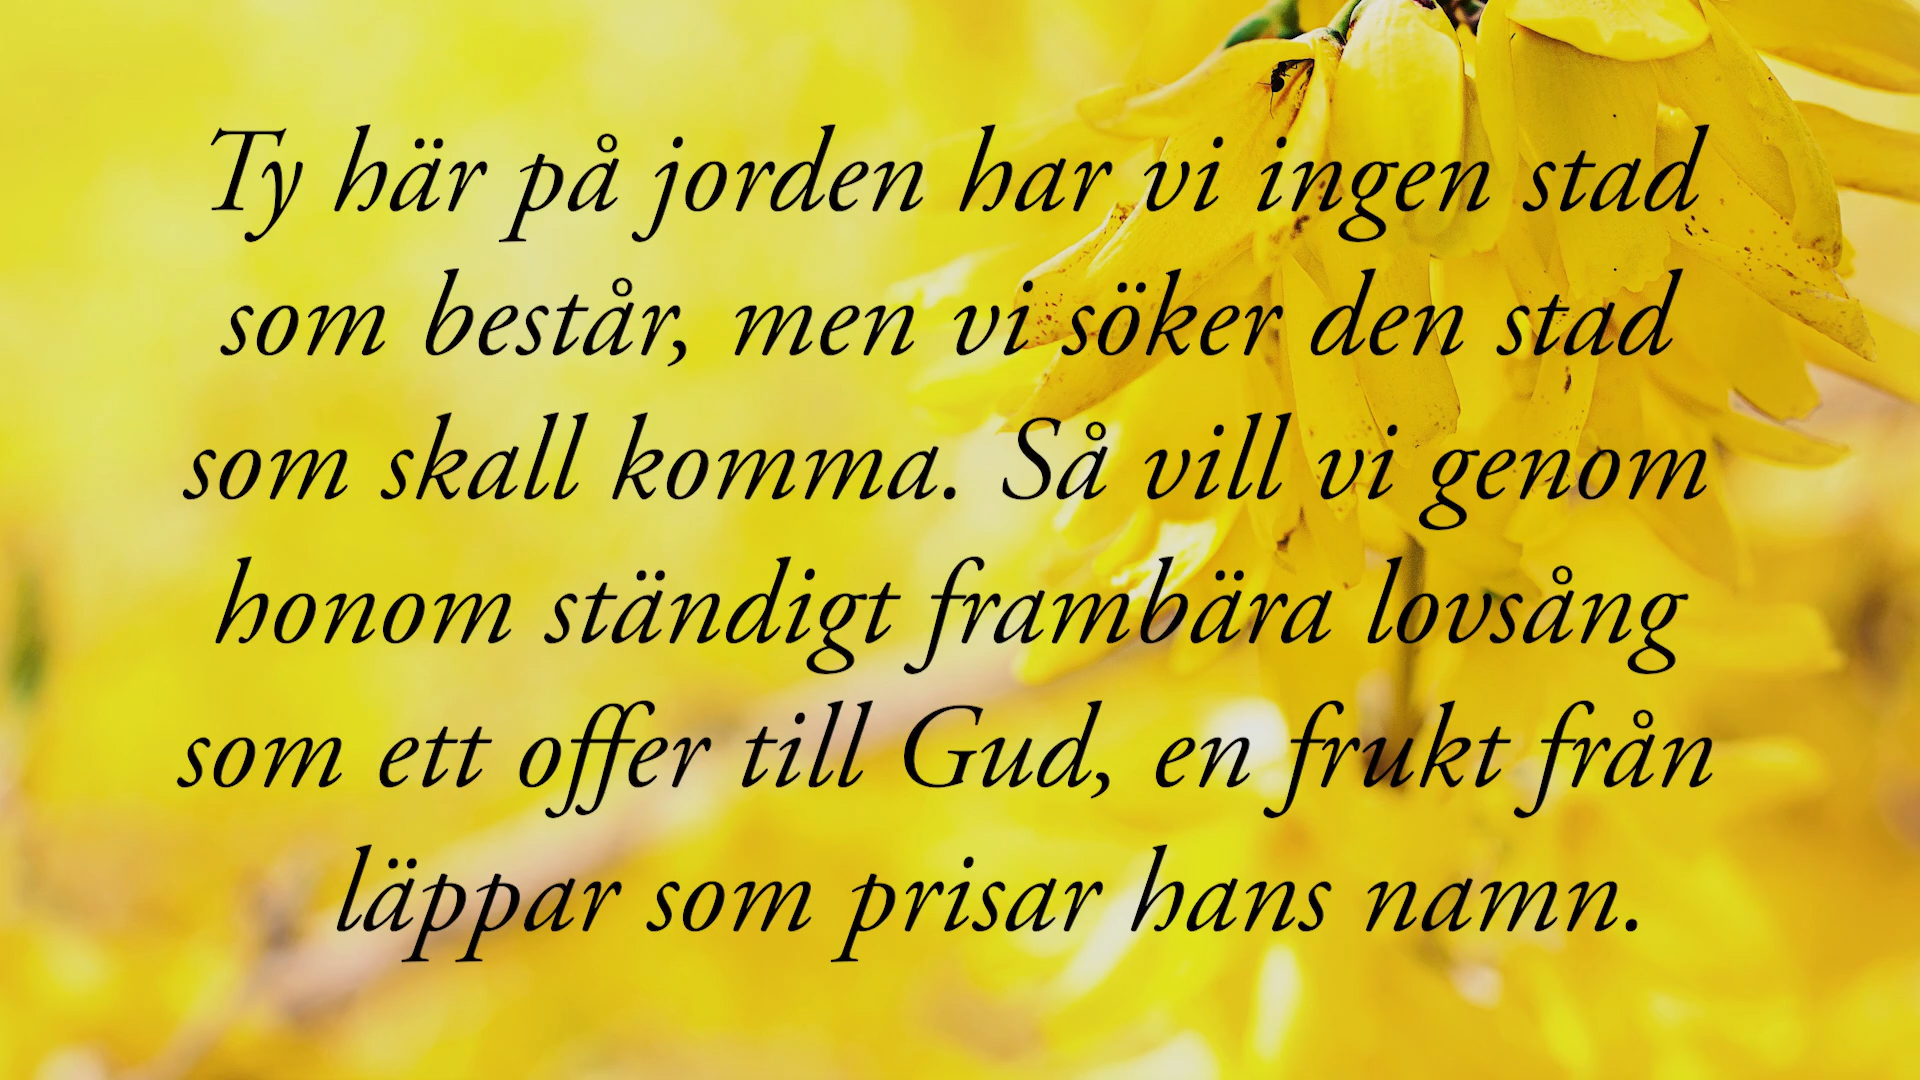 Ty här på jorden har vi ingen stad
som består, men vi söker den stad
som skall komma. Så vill vi genom
honom ständigt frambära lovsång
som ett offer till Gud, en frukt från
läppar som prisar hans namn.